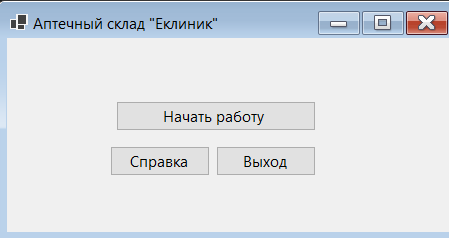 Аптечный склад "Еклиник"
Начать работу
Справка
Выход